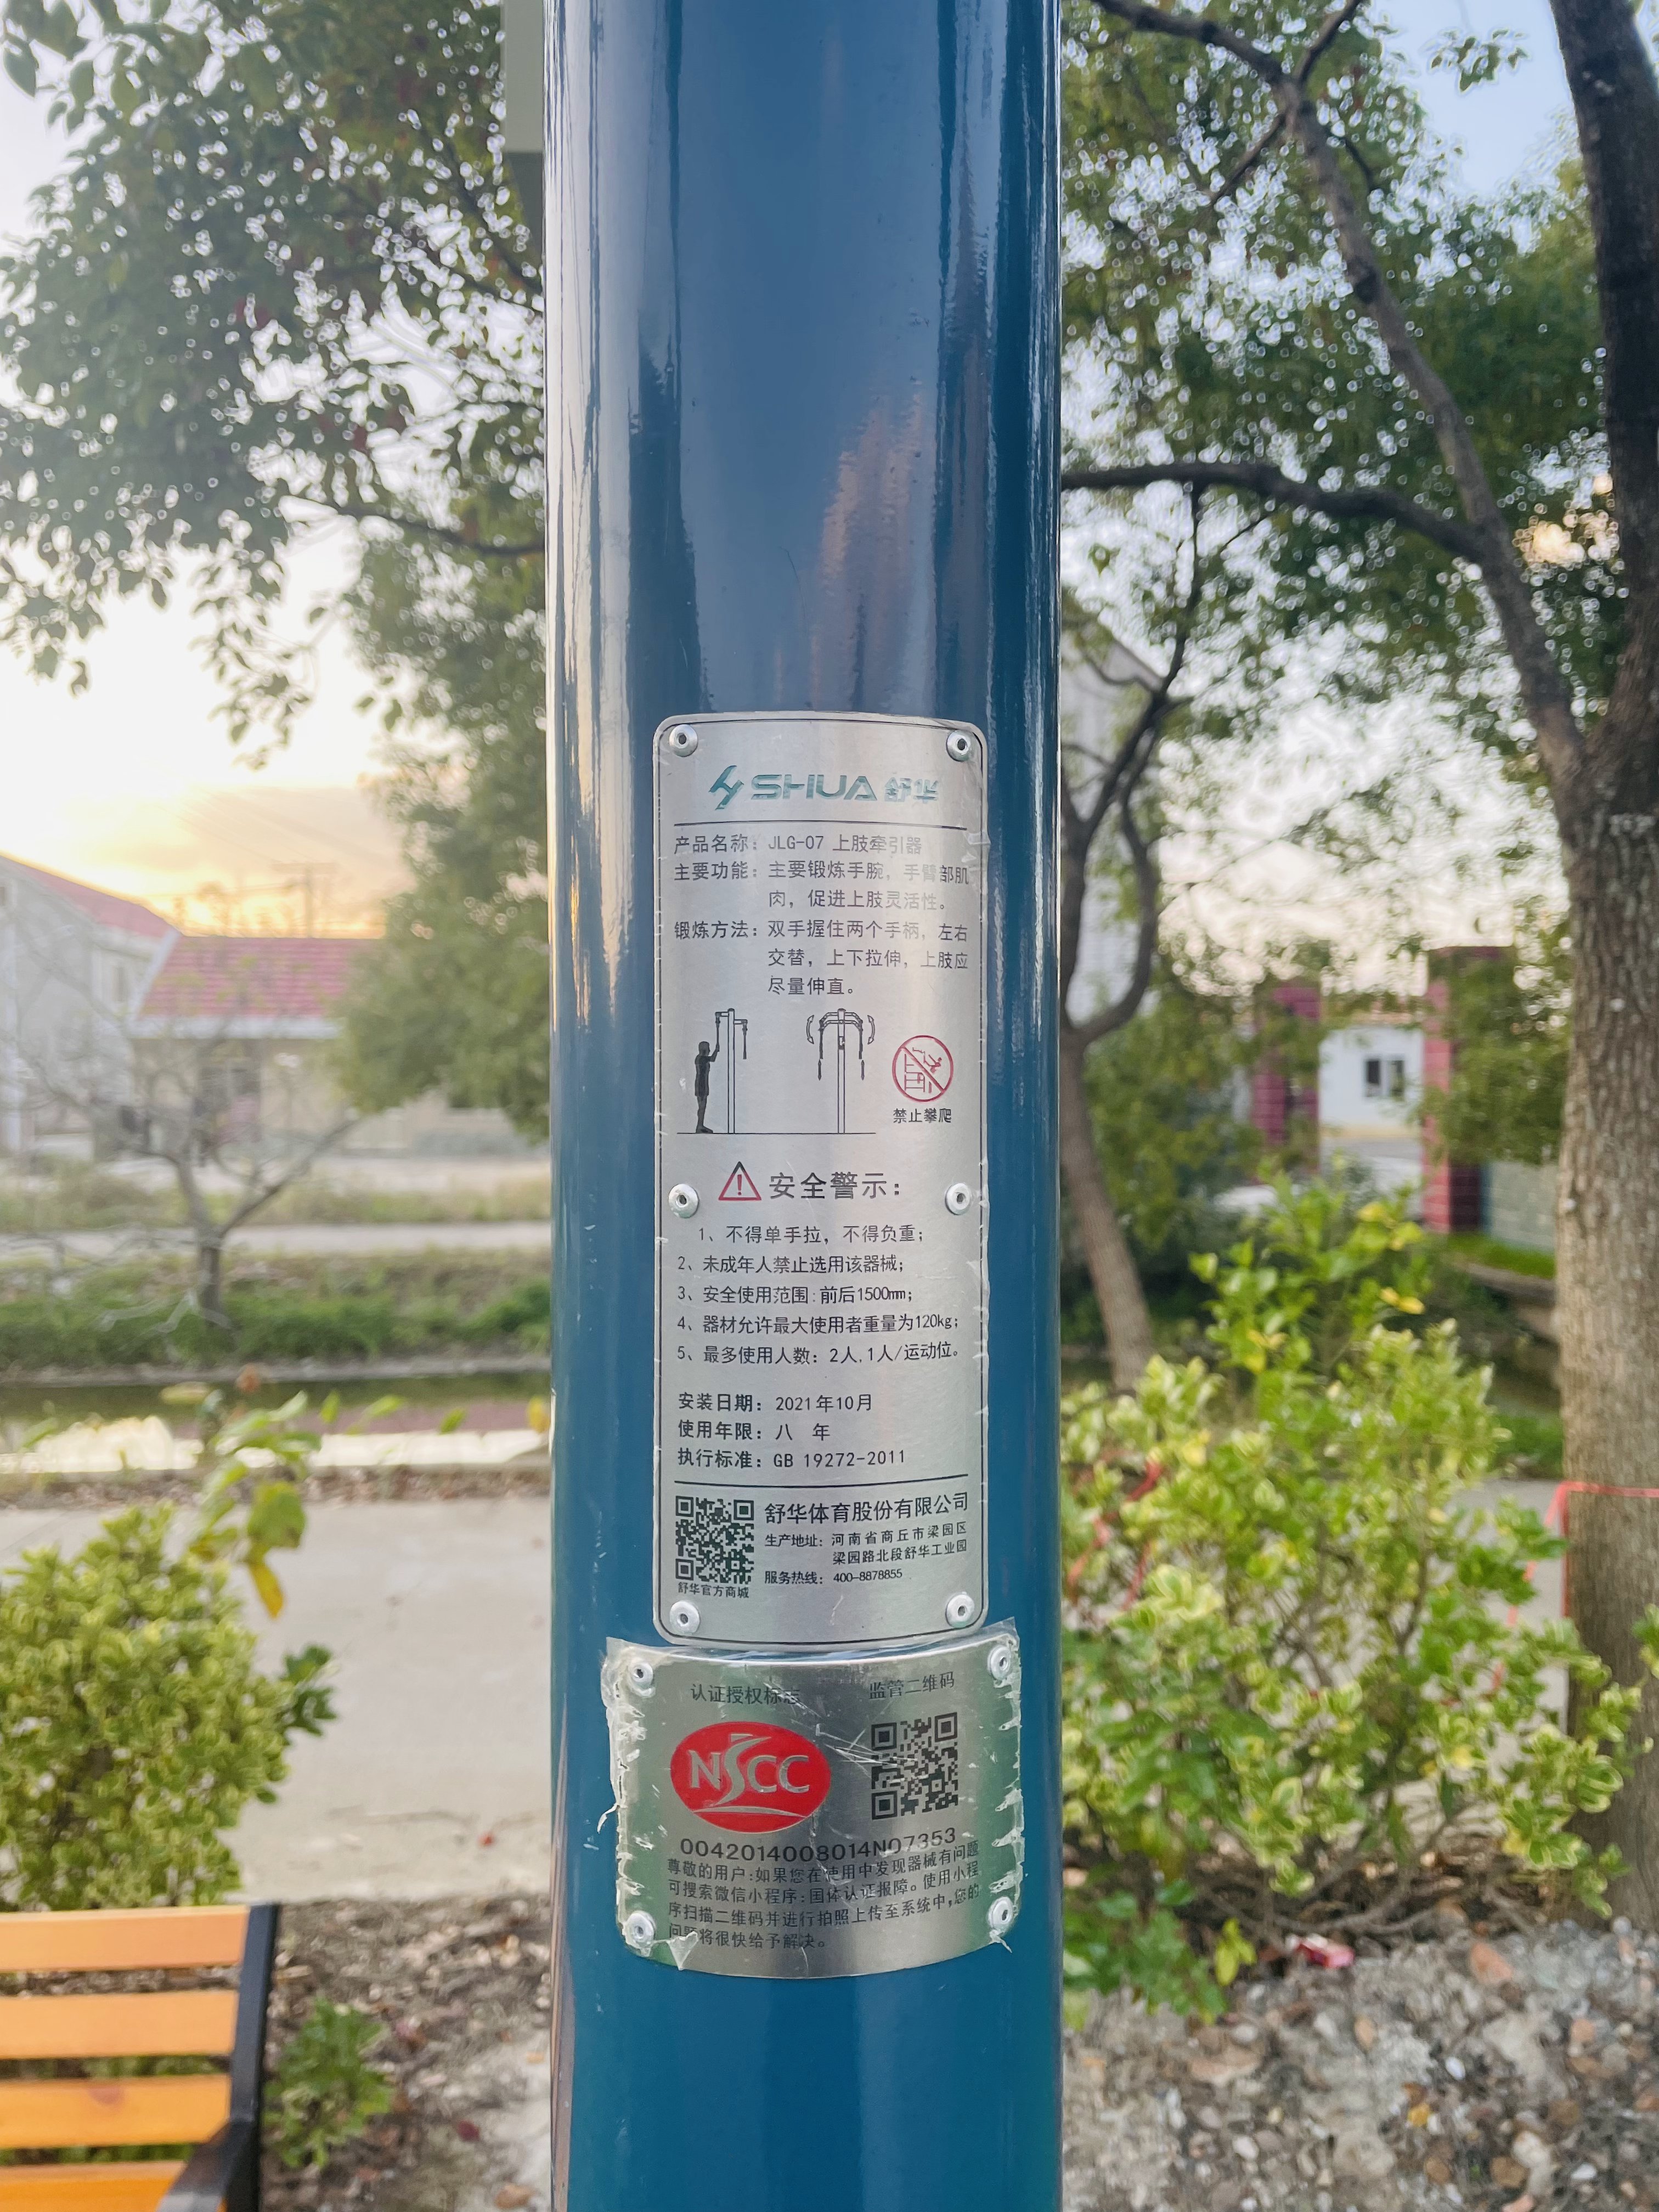 SHUA 舒华
产品名称：JLG-07 上肢牵引器
主要功能：主要锻炼手腕，手臂部肌
肉，促进上肢灵活性。
锻炼方法：双手握住两个手柄，左右
交替，上下拉伸，上肢应
尽量伸直。
禁止攀爬
安全警示：
1、不得单手拉，不得负重；
2、未成年人禁止选用该器械；
3、安全使用范围：前后1500mm；
4、器材允许最大使用者重量为120kg；
5、最多使用人数：2人,1人/运动位。
安装日期：2021年10月
使用年限：八 年
执行标准：GB 19272-2011
舒华体育股份有限公司
生产地址：河南省商丘市梁园区
梁园路北段舒华工业园
服务热线：400-8878855
舒华官方商城
认证授权标志 监管二维码
NSCC
0042014008014N07353
尊敬的用户：如果您在使用中发现器械有问题
可搜索微信小程序：国体认证报障。使用小程
序扫描二维码并进行拍照上传至系统中，您的
问题将很快给予解决。